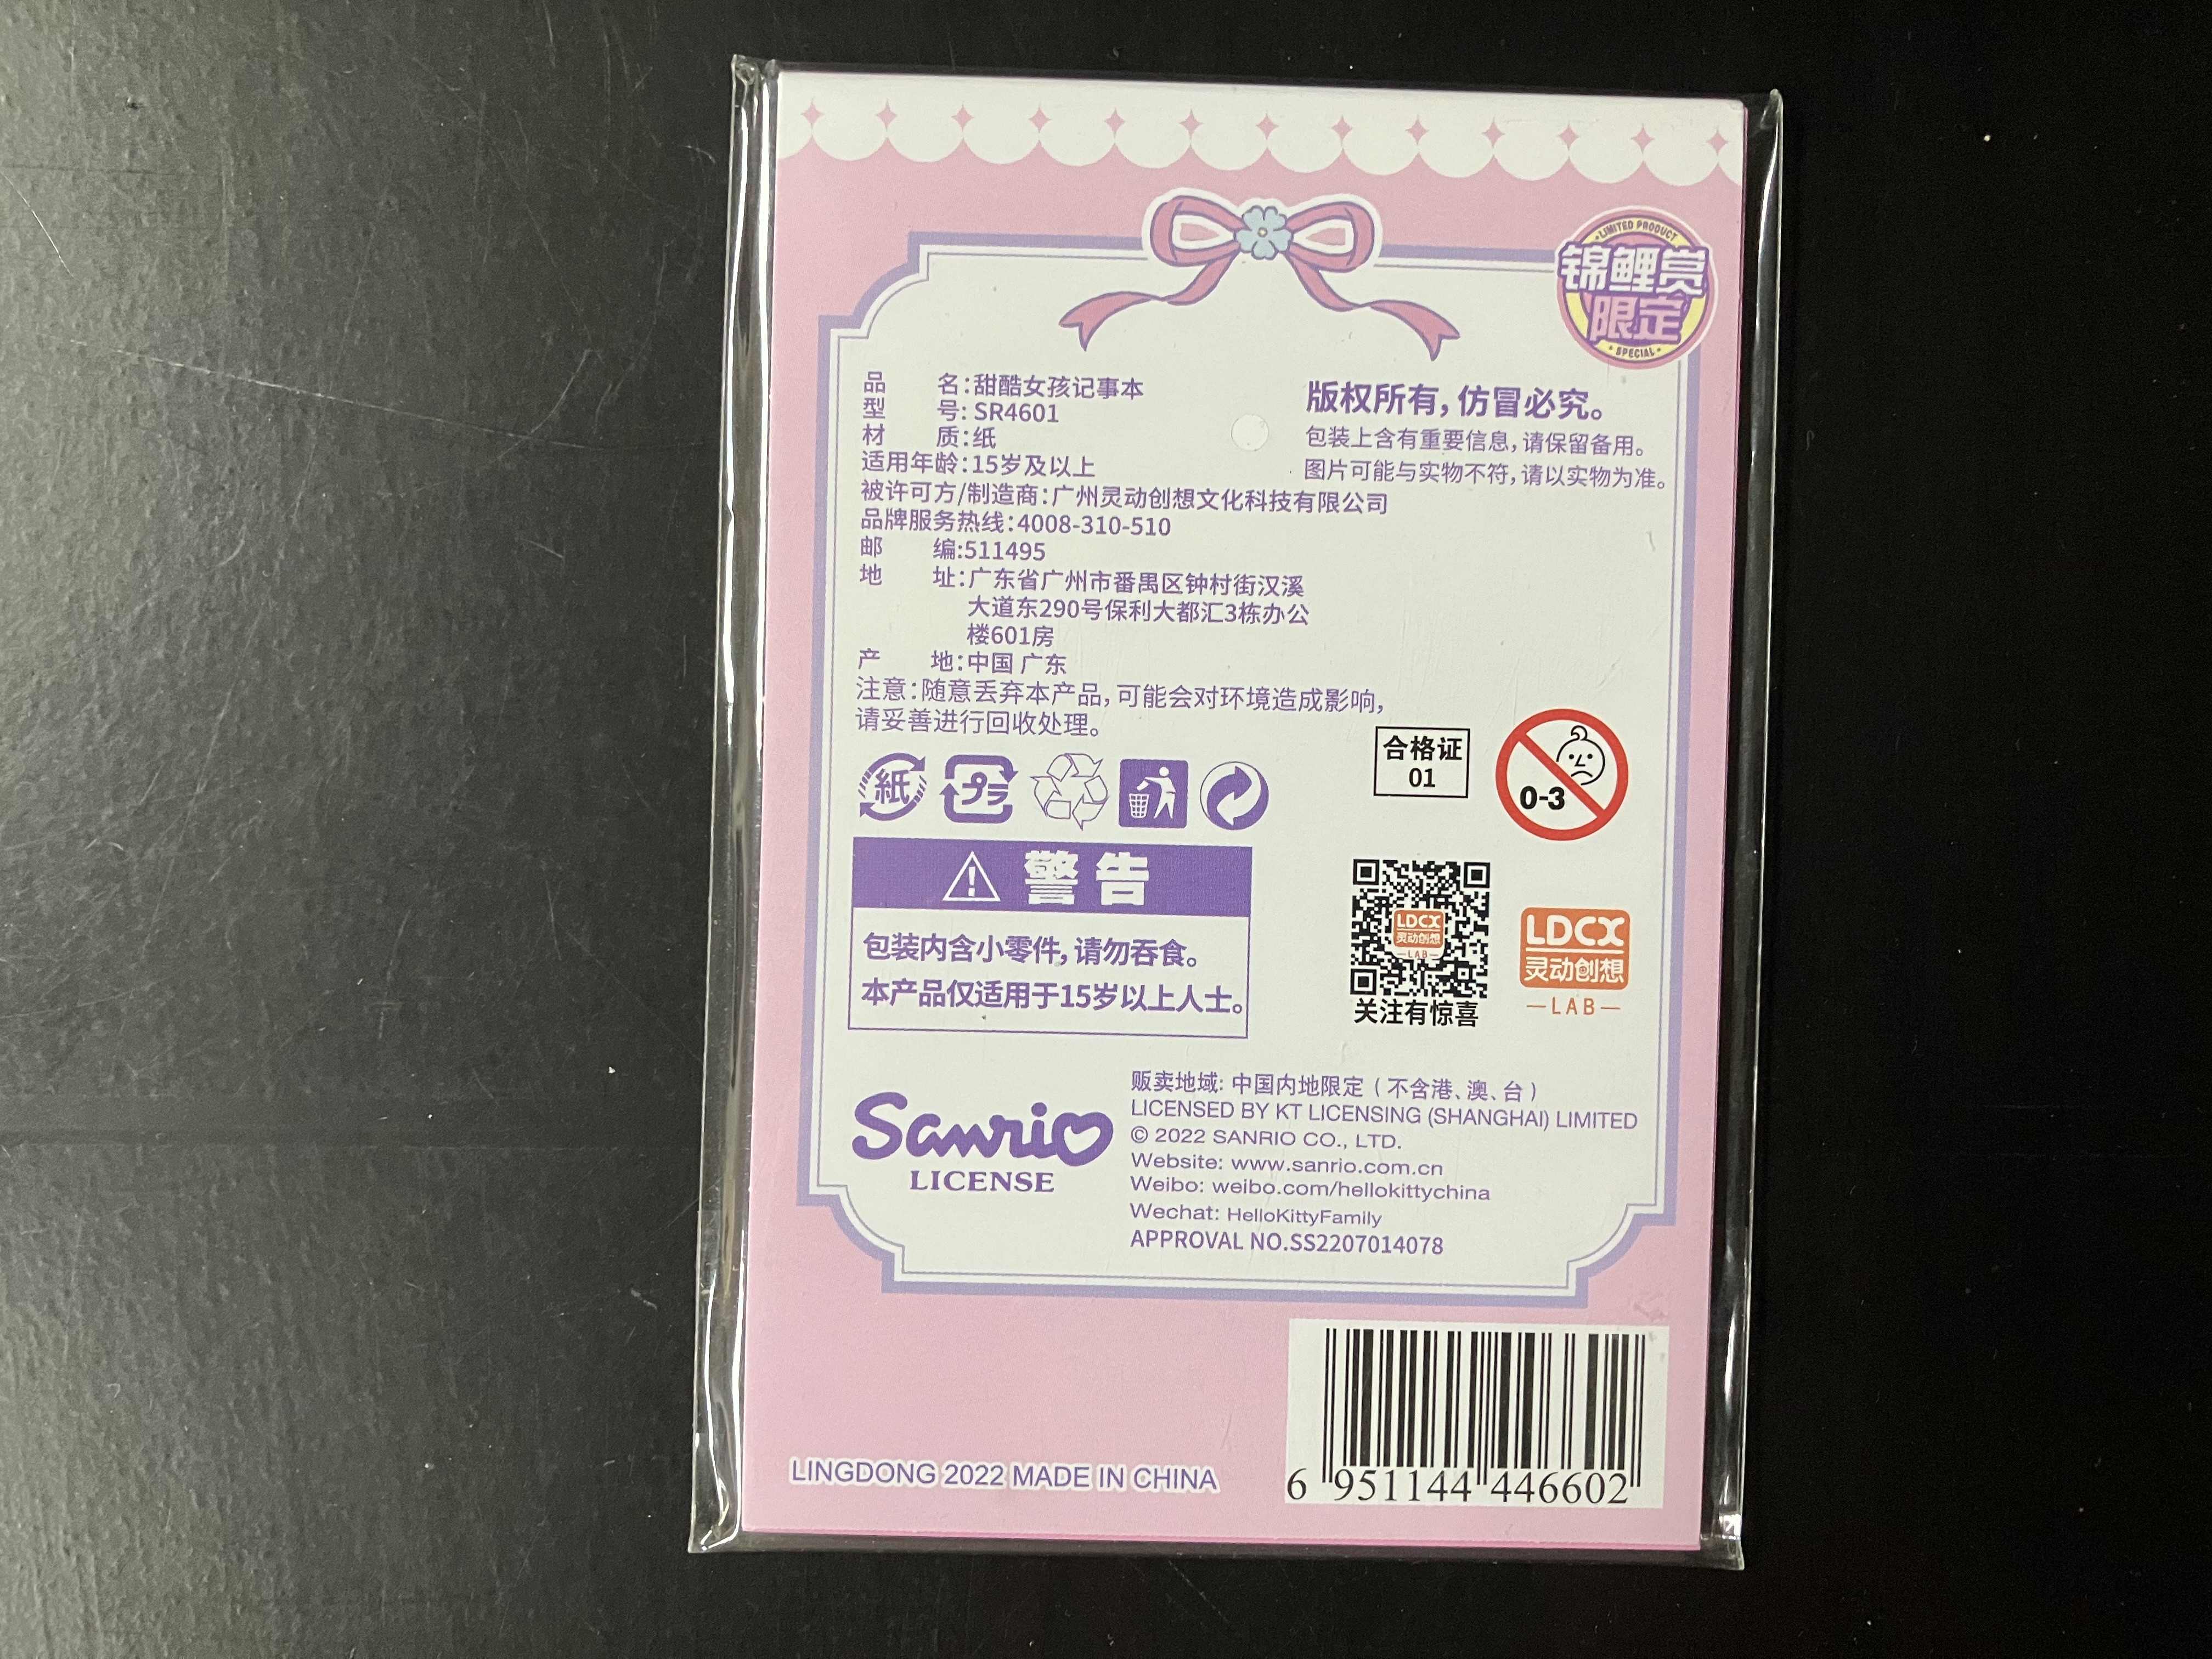 LIMITED PRODUCT
锦鲤赏
限定
SPECIAL
品 名:甜酷女孩记事本
型 号: SR4601
材 质:纸
适用年龄:15岁及以上
版权所有,仿冒必究。
包装上含有重要信息,请保留备用。
图片可能与实物不符,请以实物为准。
被许可方/制造商:广州灵动创想文化科技有限公司
品牌服务热线:4008-310-510
邮 编:511495
地 址:广东省广州市番禺区钟村街汉溪
大道东290号保利大都汇3栋办公
楼601房
产 地:中国 广东
注意:随意丢弃本产品,可能会对环境造成影响,
请妥善进行回收处理。
合格证
01
0-3
紙
プラ
警告
包装内含小零件,请勿吞食。
本产品仅适用于15岁以上人士。
LDCX
灵动创想
LAB
关注有惊喜
LDCX
灵动创想
—LAB—
Sanrio
LICENSE
贩卖地域: 中国内地限定 ( 不含港、澳、台 )
LICENSED BY KT LICENSING (SHANGHAI) LIMITED
© 2022 SANRIO CO., LTD.
Website: www.sanrio.com.cn
Weibo: weibo.com/hellokittychina
Wechat: HelloKittyFamily
APPROVAL NO.SS2207014078
LINGDONG 2022 MADE IN CHINA
6 951144 446602